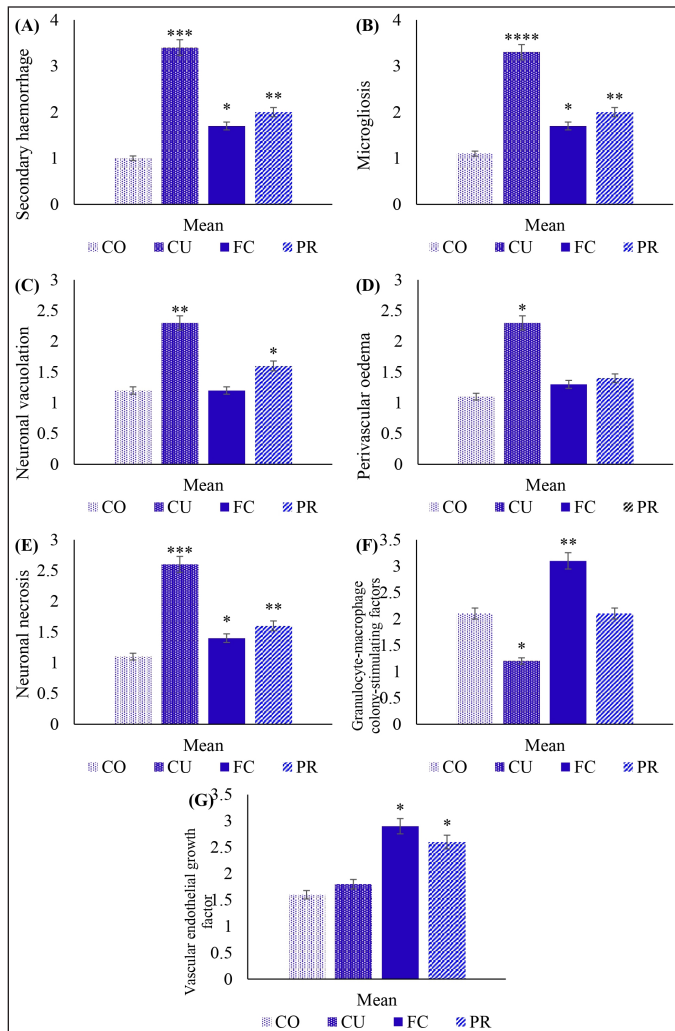 (A)
Secondary haemorrhage
4
3
2
1
0
***
*
**
Mean
CO CU FC PR
(B)
Microgliosis
4
3
2
1
0
****
*
**
Mean
CO CU FC PR
(C)
Neuronal vacuolation
3
2.5
2
1.5
1
0.5
0
**
*
Mean
CO CU FC PR
(D)
Perivascular oedema
3
2.5
2
1.5
1
0.5
0
*
Mean
CO CU FC PR
(E)
Neuronal necrosis
3
2.5
2
1.5
1
0.5
0
***
*
**
Mean
CO CU FC PR
(F)
Granulocyte-macrophage
colony-stimulating factors
3.5
3
2.5
2
1.5
1
0.5
0
*
**
Mean
CO CU FC PR
(G)
Vascular endothelial growth
factor
3.5
3
2.5
2
1.5
1
0.5
0
*
*
Mean
CO CU FC PR